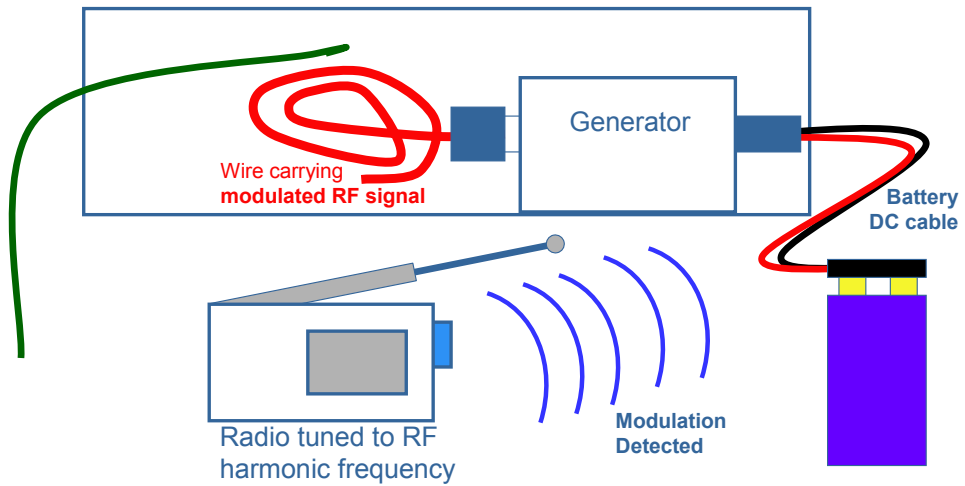 Generator
Wire carrying
modulated RF signal
Battery
DC cable
Modulation
Detected
Radio tuned to RF
harmonic frequency